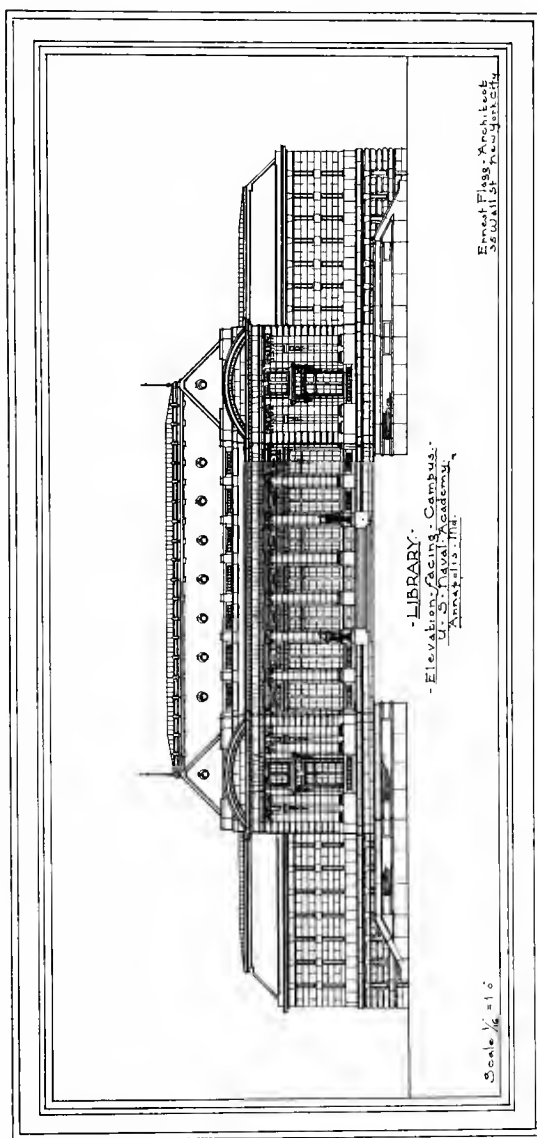 - LIBRARY -
- Elevation - facing - Campus -
U - S - Naval - Academy.
Annapolis - Md.
Scale 1/16 = 1'0"
Ernest Flagg - Architect
35 Wall St New York City